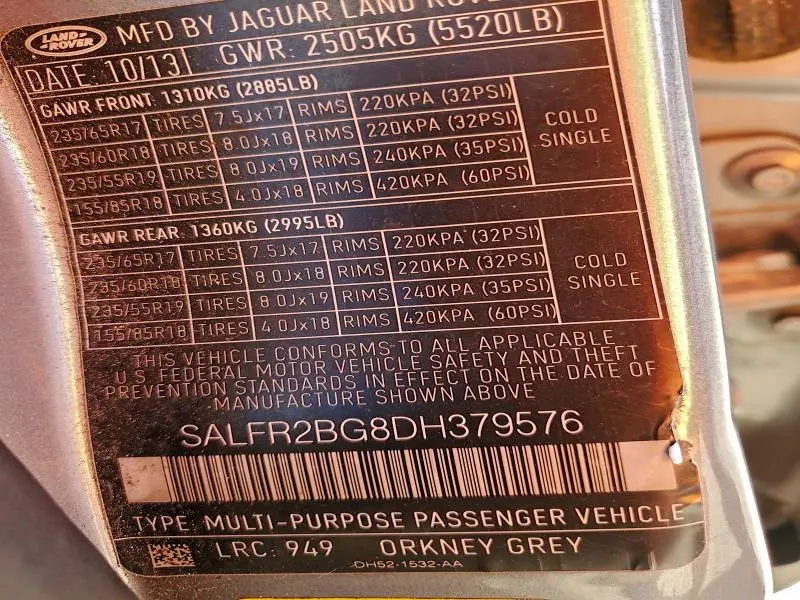 LAND-
-ROVER
MFD BY JAGUAR LAND ROVER
DATE: 10/13 GWR: 2505KG (5520LB)
GAWR FRONT: 1310KG (2885LB)
235/65R17 TIRES 7.5Jx17 RIMS 220KPA (32PSI)
235/60R18 TIRES 8.0Jx18 RIMS 220KPA (32PSI)
235/55R19 TIRES 8.0Jx19 RIMS 240KPA (35PSI)
155/85R18 TIRES 4.0Jx18 RIMS 420KPA (60PSI)
COLD
SINGLE
GAWR REAR: 1360KG (2995LB)
235/65R17 TIRES 7.5Jx17 RIMS 220KPA (32PSI)
235/60R18 TIRES 8.0Jx18 RIMS 220KPA (32PSI)
235/55R19 TIRES 8.0Jx19 RIMS 240KPA (35PSI)
155/85R18 TIRES 4.0Jx18 RIMS 420KPA (60PSI)
COLD
SINGLE
THIS VEHICLE CONFORMS TO ALL APPLICABLE
U.S FEDERAL MOTOR VEHICLE SAFETY AND THEFT
PREVENTION STANDARDS IN EFFECT ON THE DATE OF
MANUFACTURE SHOWN ABOVE
SALFR2BG8DH379576
TYPE: MULTI-PURPOSE PASSENGER VEHICLE
LRC: 949 ORKNEY GREY
DH52-1532-AA